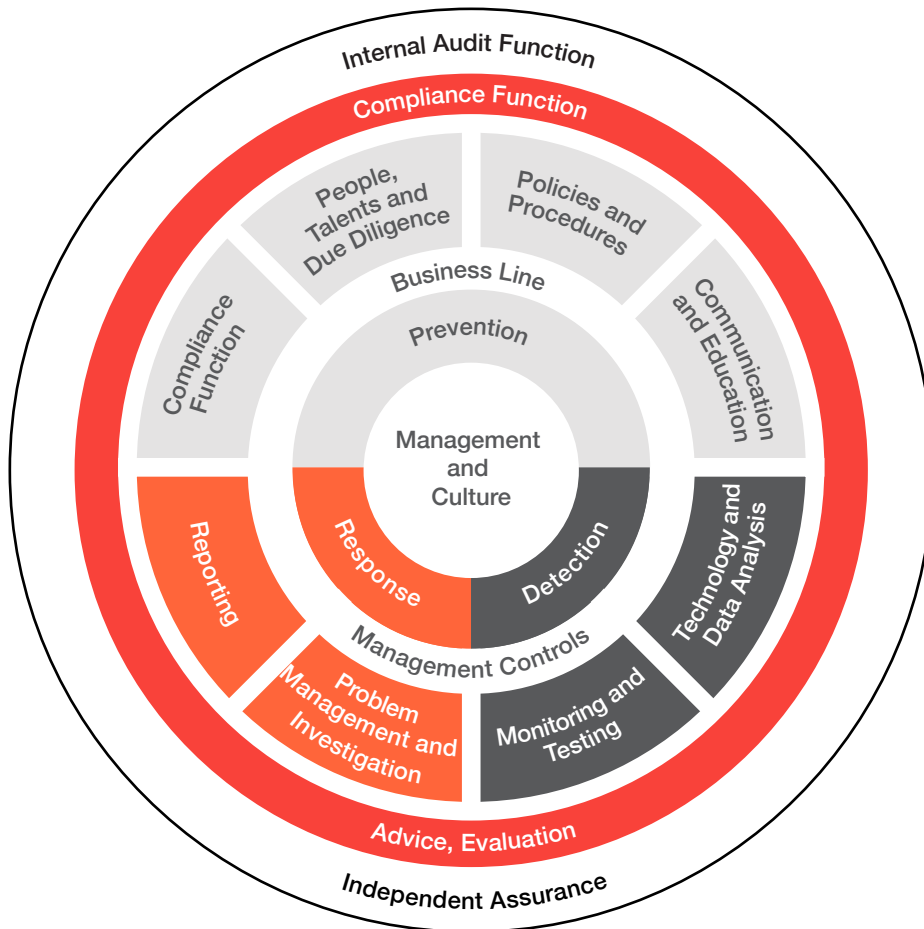 Internal Audit Function
Compliance Function
People,
Talents and
Due Diligence
Policies and
Procedures
Compliance
Function
Business Line
Communication
and Education
Prevention
Management
and
Culture
Reporting
Response
Detection
Technology and
Data Analysis
Management Controls
Problem
Management and
Investigation
Monitoring and
Testing
Advice, Evaluation
Independent Assurance